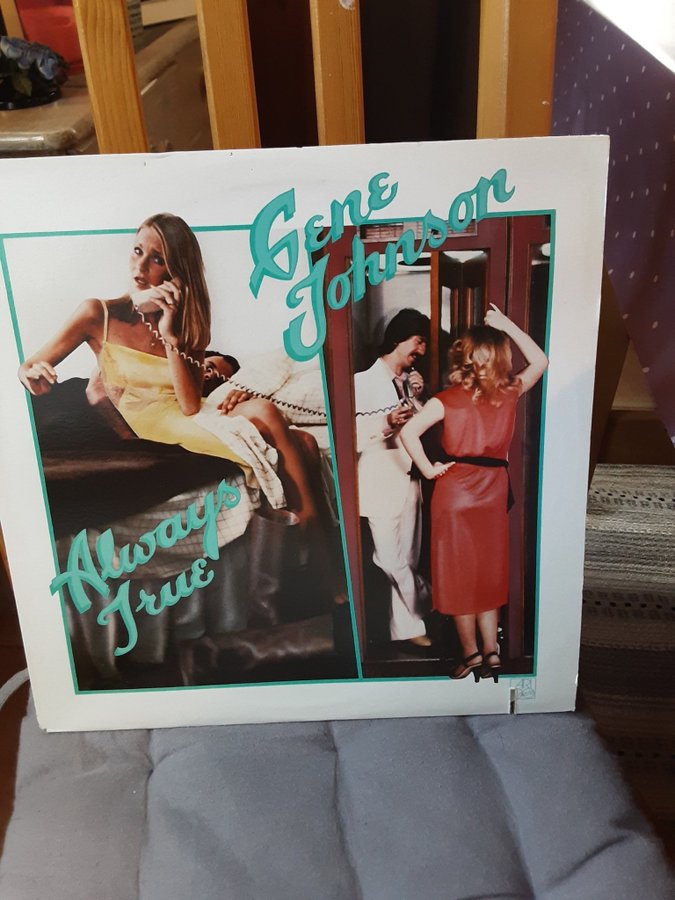 Gene
Johnson
Always
True